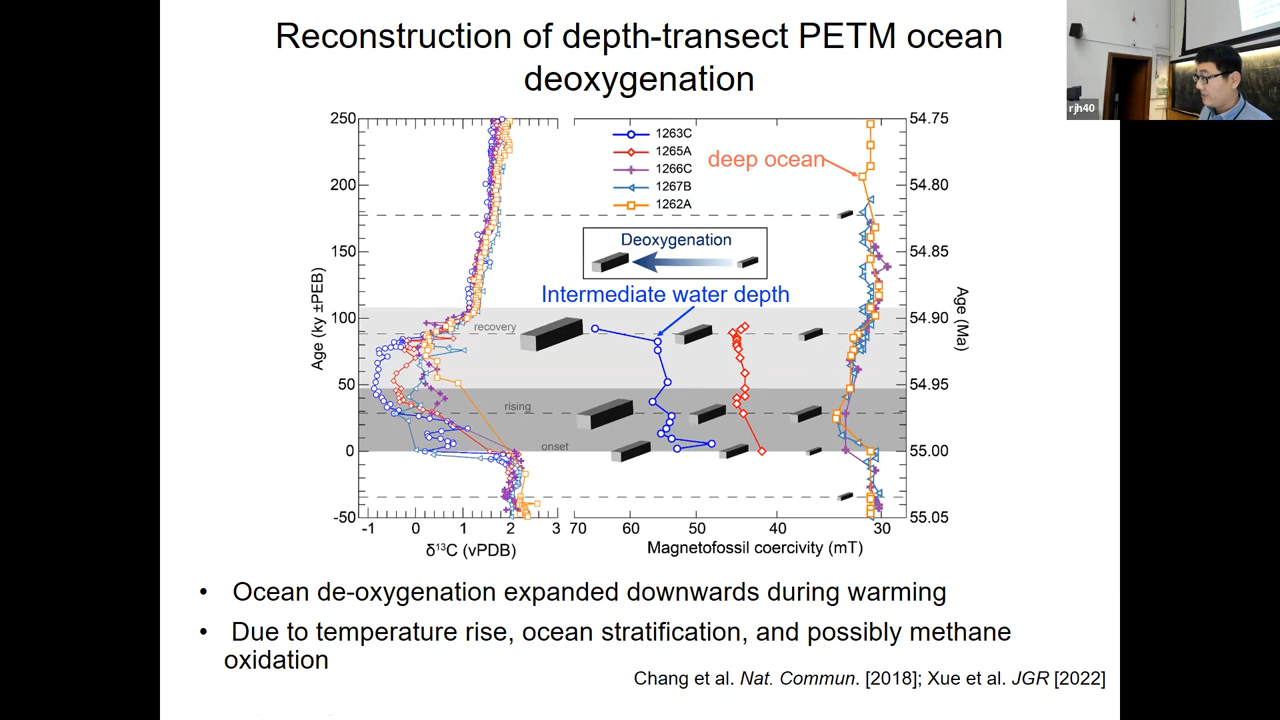 Reconstruction of depth-transect PETM ocean
deoxygenation
rjh40
250
200
150
100
50
0
-50
Age (ky ±PEB)
-1 0 1 2 3
δ¹³C (vPDB)
1263C
1265A
1266C
1267B
1262A
deep ocean
Deoxygenation
Intermediate water depth
recovery
rising
onset
70 60 50 40 30
Magnetofossil coercivity (mT)
54.75
54.80
54.85
54.90
54.95
55.00
55.05
Age (Ma)
• Ocean de-oxygenation expanded downwards during warming
• Due to temperature rise, ocean stratification, and possibly methane
oxidation
Chang et al. Nat. Commun. [2018]; Xue et al. JGR [2022]